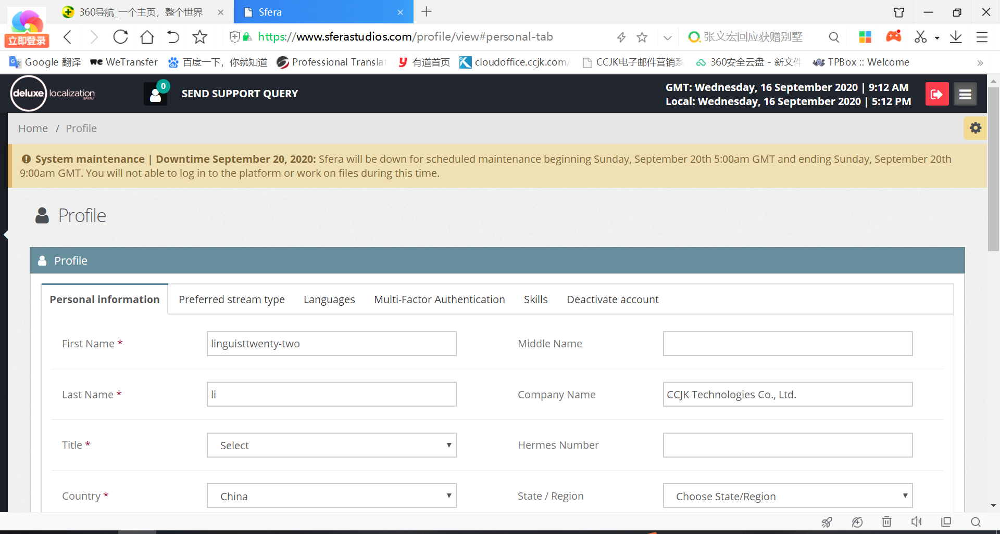 360导航_一个主页，整个世界
Sfera
立即登录
https://www.sferastudios.com/profile/view#personal-tab
张文宏回应获赠别墅
Google 翻译
WeTransfer
百度一下，你就知道
Professional Translat
有道首页
cloudoffice.ccjk.com/
CCJK电子邮件营销系
360安全云盘 - 新文件
TPBox :: Welcome
deluxe localization
SFERA
0
SEND SUPPORT QUERY
GMT: Wednesday, 16 September 2020 | 9:12 AM
Local: Wednesday, 16 September 2020 | 5:12 PM
Home / Profile
System maintenance | Downtime September 20, 2020: Sfera will be down for scheduled maintenance beginning Sunday, September 20th 5:00am GMT and ending Sunday, September 20th
9:00am GMT. You will not able to log in to the platform or work on files during this time.
Profile
Profile
Personal information
Preferred stream type
Languages
Multi-Factor Authentication
Skills
Deactivate account
First Name *
linguisttwenty-two
Middle Name
Last Name *
li
Company Name
CCJK Technologies Co., Ltd.
Title *
Select
Hermes Number
Country *
China
State / Region
Choose State/Region